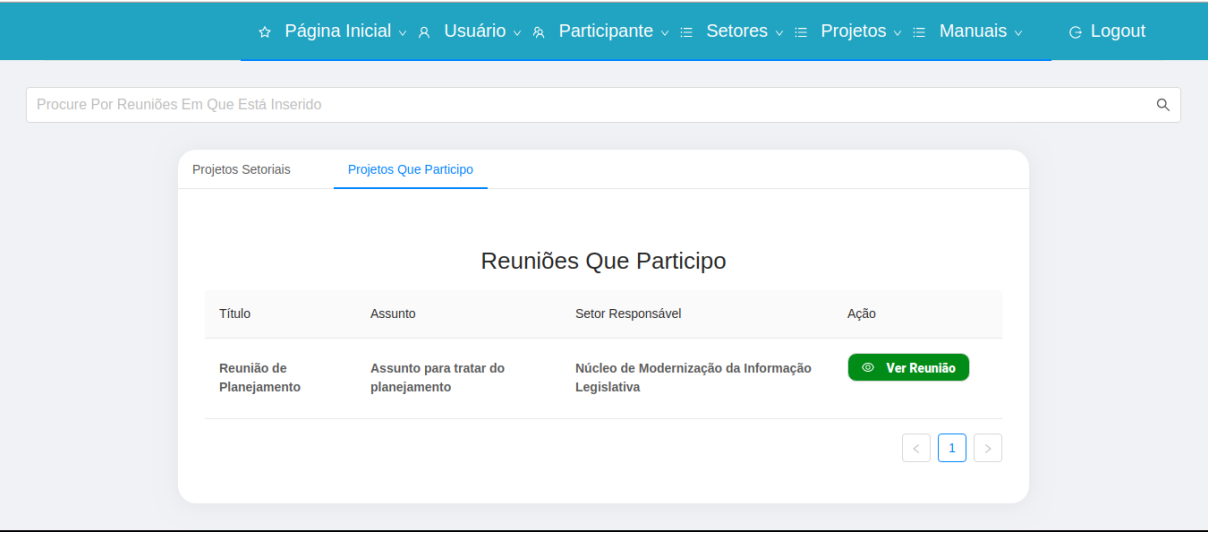 Página Inicial Usuário Participante Setores Projetos Manuais Logout
Procure Por Reuniões Em Que Está Inserido
Projetos Setoriais Projetos Que Participo
Reuniões Que Participo
Título Assunto Setor Responsável Ação
Reunião de Planejamento Assunto para tratar do planejamento Núcleo de Modernização da Informação Legislativa Ver Reunião
< 1 >